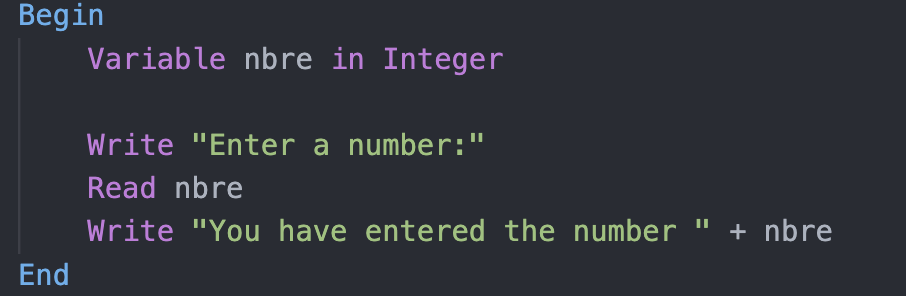 Begin
Variable nbre in Integer
Write "Enter a number:"
Read nbre
Write "You have entered the number " + nbre
End